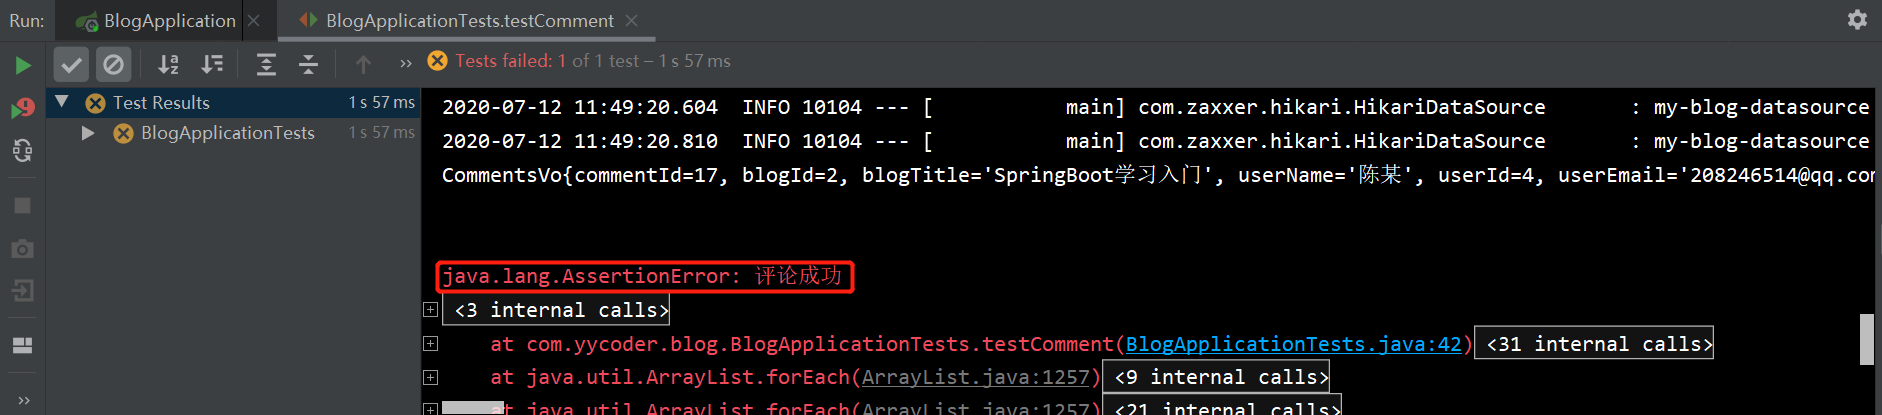 Run: BlogApplication × BlogApplicationTests.testComment ×
» Tests failed: 1 of 1 test – 1 s 57 ms
Test Results 1 s 57 ms
BlogApplicationTests 1 s 57 ms
2020-07-12 11:49:20.604  INFO 10104 --- [           main] com.zaxxer.hikari.HikariDataSource       : my-blog-datasource
2020-07-12 11:49:20.810  INFO 10104 --- [           main] com.zaxxer.hikari.HikariDataSource       : my-blog-datasource
CommentsVo{commentId=17, blogId=2, blogTitle='SpringBoot学习入门', userName='陈某', userId=4, userEmail='208246514@qq.con
java.lang.AssertionError: 评论成功
<3 internal calls>
at com.yycoder.blog.BlogApplicationTests.testComment(BlogApplicationTests.java:42) <31 internal calls>
at java.util.ArrayList.forEach(ArrayList.java:1257) <9 internal calls>
at java.util.ArrayList.forEach(ArrayList.java:1257) <21 internal calls>
»